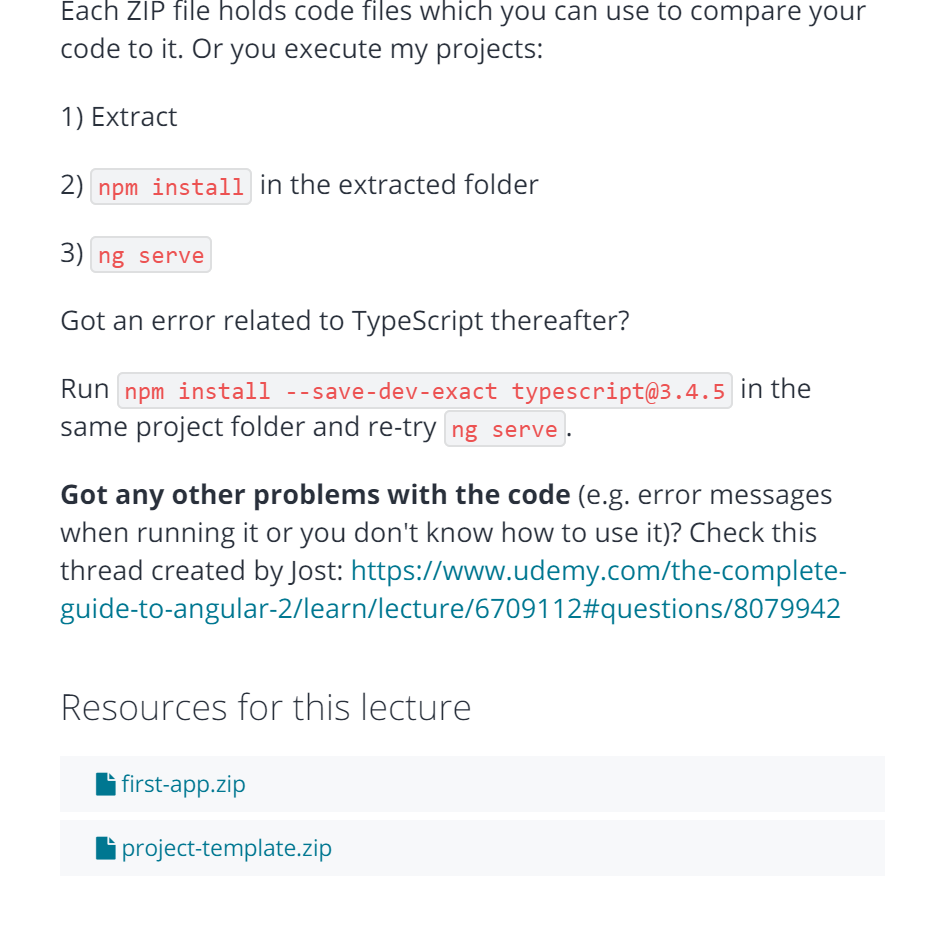 Each ZIP file holds code files which you can use to compare your
code to it. Or you execute my projects:
1) Extract
2) npm install in the extracted folder
3) ng serve
Got an error related to TypeScript thereafter?
Run npm install --save-dev-exact typescript@3.4.5 in the
same project folder and re-try ng serve.
Got any other problems with the code (e.g. error messages
when running it or you don't know how to use it)? Check this
thread created by Jost: https://www.udemy.com/the-complete-
guide-to-angular-2/learn/lecture/6709112#questions/8079942
Resources for this lecture
first-app.zip
project-template.zip